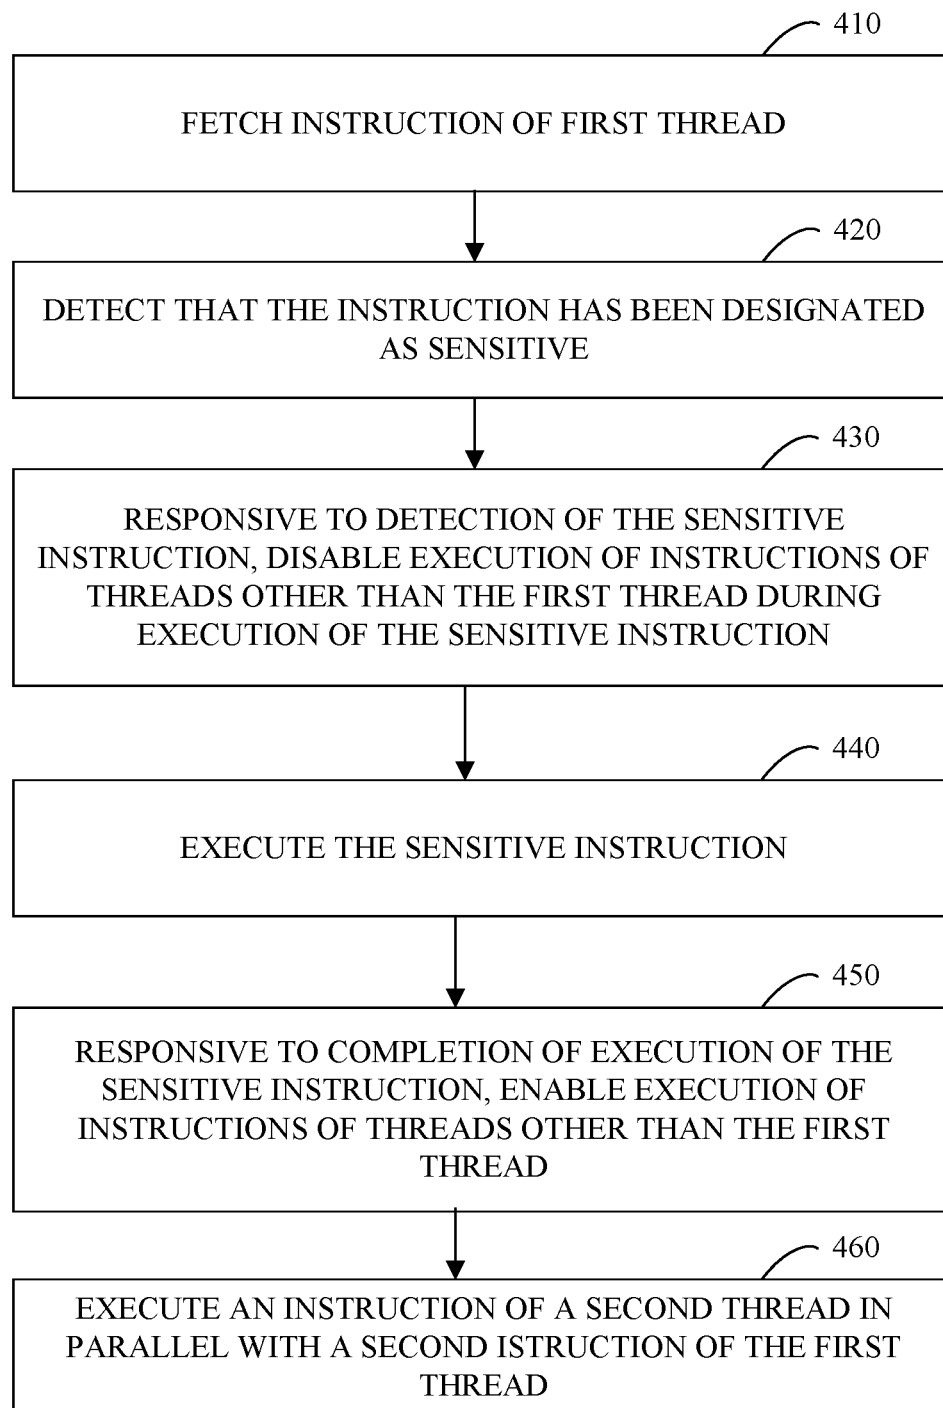 410
FETCH INSTRUCTION OF FIRST THREAD
420
DETECT THAT THE INSTRUCTION HAS BEEN DESIGNATED
AS SENSITIVE
430
RESPONSIVE TO DETECTION OF THE SENSITIVE
INSTRUCTION, DISABLE EXECUTION OF INSTRUCTIONS OF
THREADS OTHER THAN THE FIRST THREAD DURING
EXECUTION OF THE SENSITIVE INSTRUCTION
440
EXECUTE THE SENSITIVE INSTRUCTION
450
RESPONSIVE TO COMPLETION OF EXECUTION OF THE
SENSITIVE INSTRUCTION, ENABLE EXECUTION OF
INSTRUCTIONS OF THREADS OTHER THAN THE FIRST
THREAD
460
EXECUTE AN INSTRUCTION OF A SECOND THREAD IN
PARALLEL WITH A SECOND ISTRUCTION OF THE FIRST
THREAD